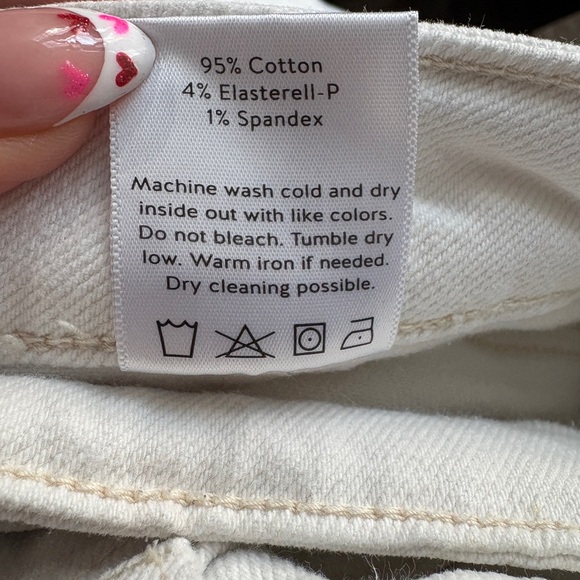 95% Cotton
4% Elasterell-P
1% Spandex
Machine wash cold and dry
inside out with like colors.
Do not bleach. Tumble dry
low. Warm iron if needed.
Dry cleaning possible.